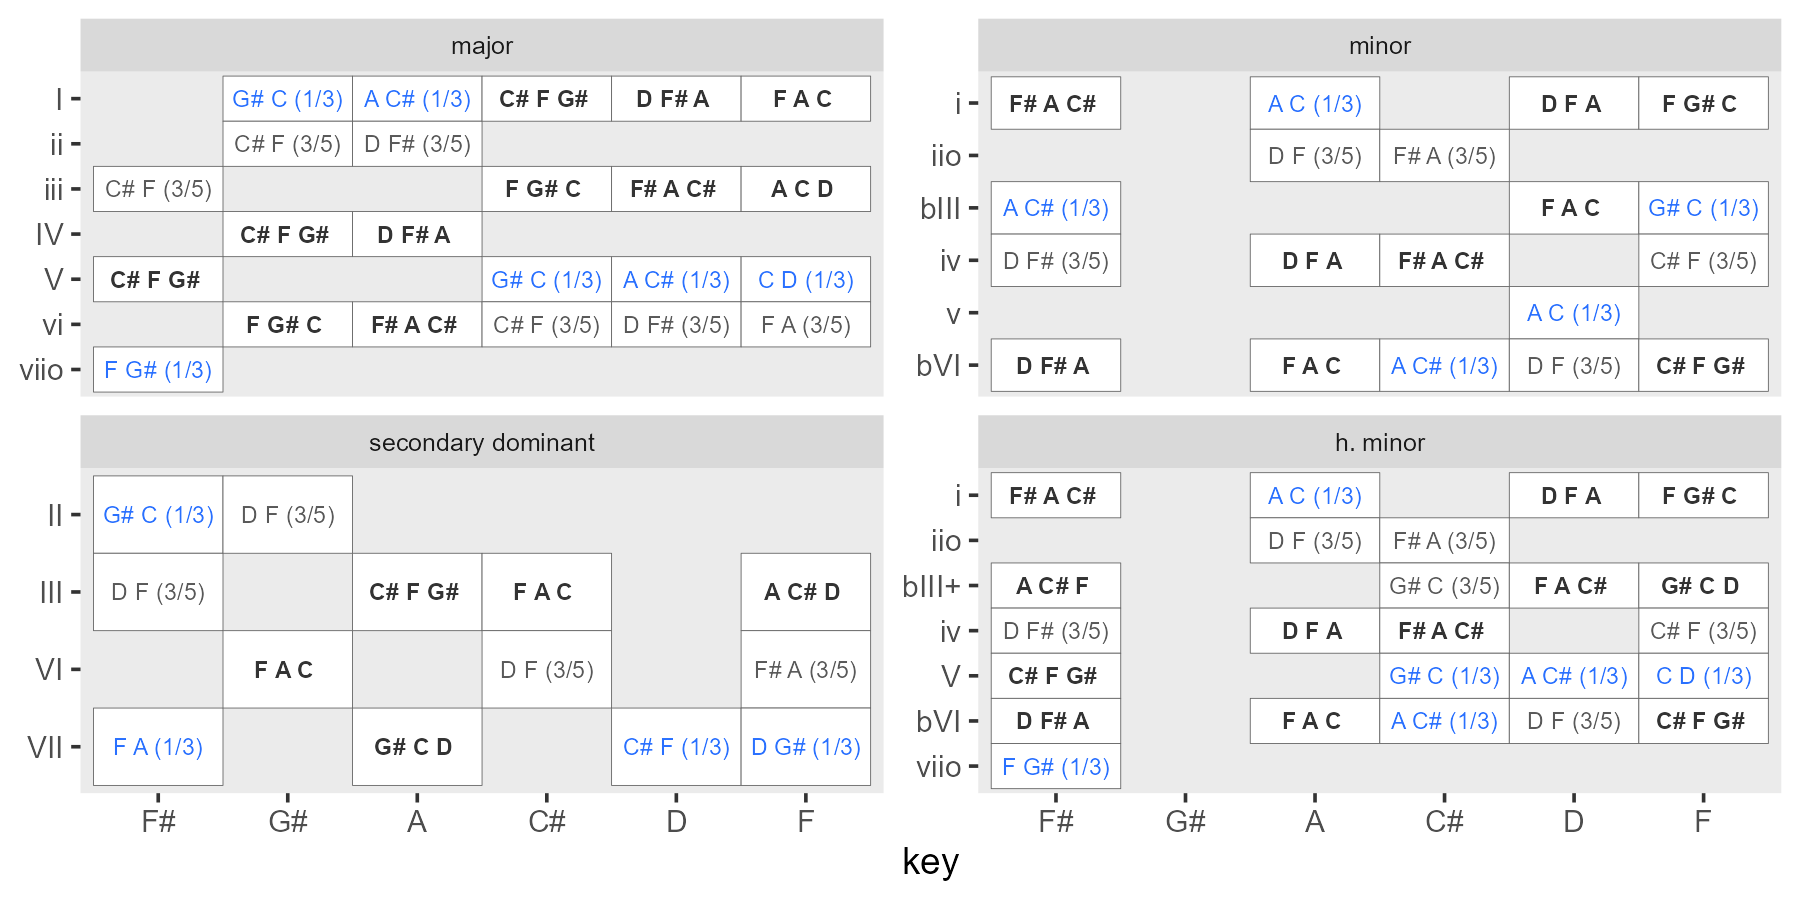 major
I G# C (1/3) A C# (1/3) C# F G# D F# A F A C
ii C# F (3/5) D F# (3/5)
iii C# F (3/5) F G# C F# A C# A C D
IV C# F G# D F# A
V C# F G# G# C (1/3) A C# (1/3) C D (1/3)
vi F G# C F# A C# C# F (3/5) D F# (3/5) F A (3/5)
viio F G# (1/3)
minor
i F# A C# A C (1/3) D F A F G# C
iio D F (3/5) F# A (3/5)
bIII A C# (1/3) F A C G# C (1/3)
iv D F# (3/5) D F A F# A C# C# F (3/5)
v A C (1/3)
bVI D F# A F A C A C# (1/3) D F (3/5) C# F G#
secondary dominant
II G# C (1/3) D F (3/5)
III D F (3/5) C# F G# F A C A C# D
VI F A C D F (3/5) F# A (3/5)
VII F A (1/3) G# C D C# F (1/3) D G# (1/3)
F# G# A C# D F
h. minor
i F# A C# A C (1/3) D F A F G# C
iio D F (3/5) F# A (3/5)
bIII+ A C# F G# C (3/5) F A C# G# C D
iv D F# (3/5) D F A F# A C# C# F (3/5)
V C# F G# G# C (1/3) A C# (1/3) C D (1/3)
bVI D F# A F A C A C# (1/3) D F (3/5) C# F G#
viio F G# (1/3)
F# G# A C# D F
key